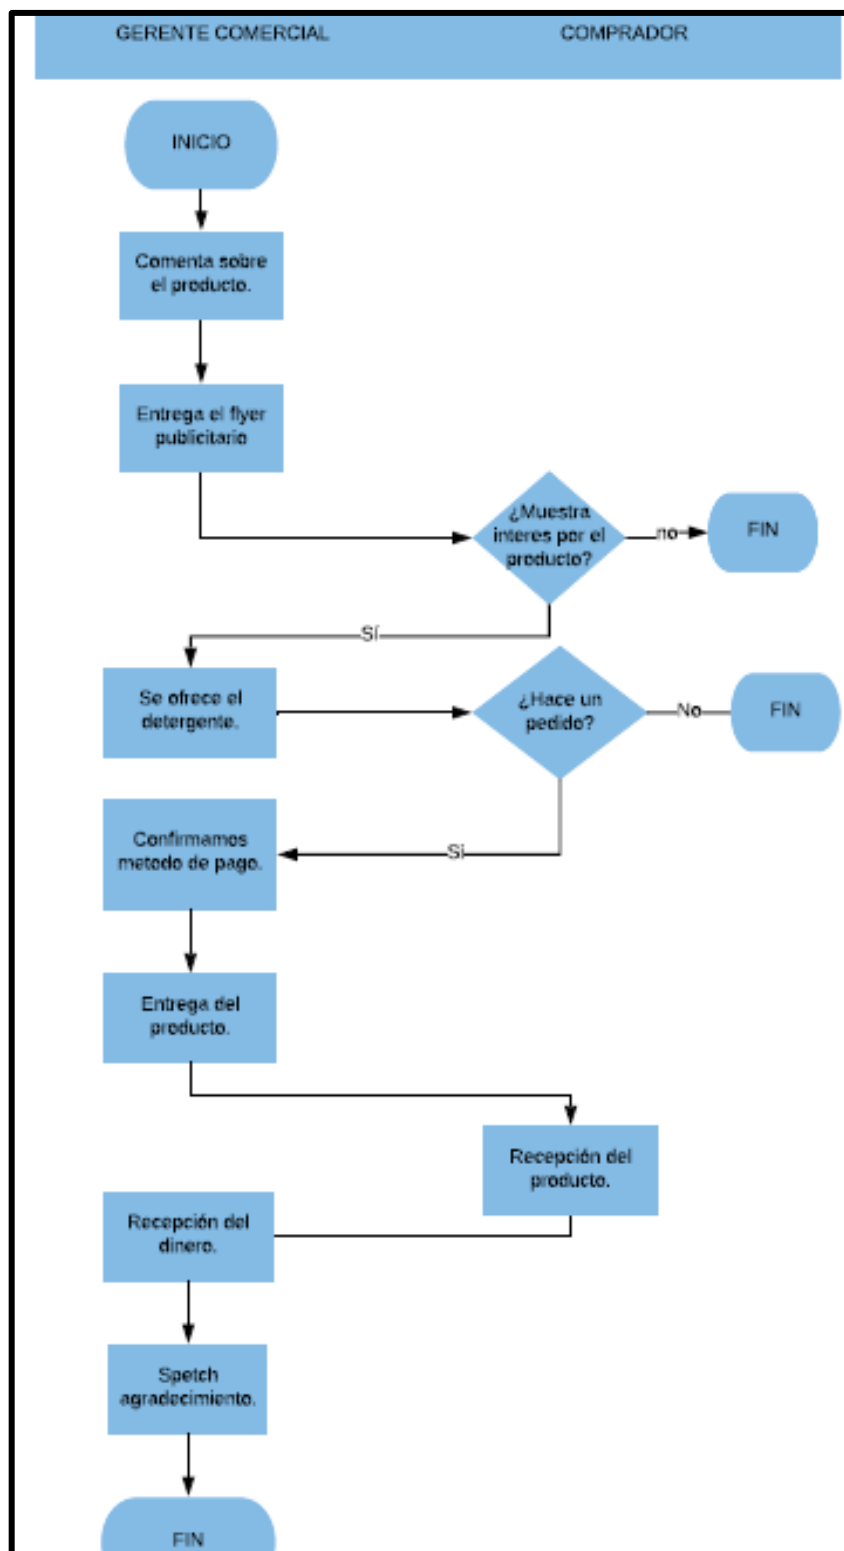 GERENTE COMERCIAL
COMPRADOR
INICIO
Comenta sobre
el producto.
Entrega el flyer
publicitario
¿Muestra
interes por el
producto?
no
FIN
Sí
Se ofrece el
detergente.
¿Hace un
pedido?
No
FIN
Si
Confirmamos
metodo de pago.
Entrega del
producto.
Recepción del
producto.
Recepción del
dinero.
Spetch
agradecimiento.
FIN